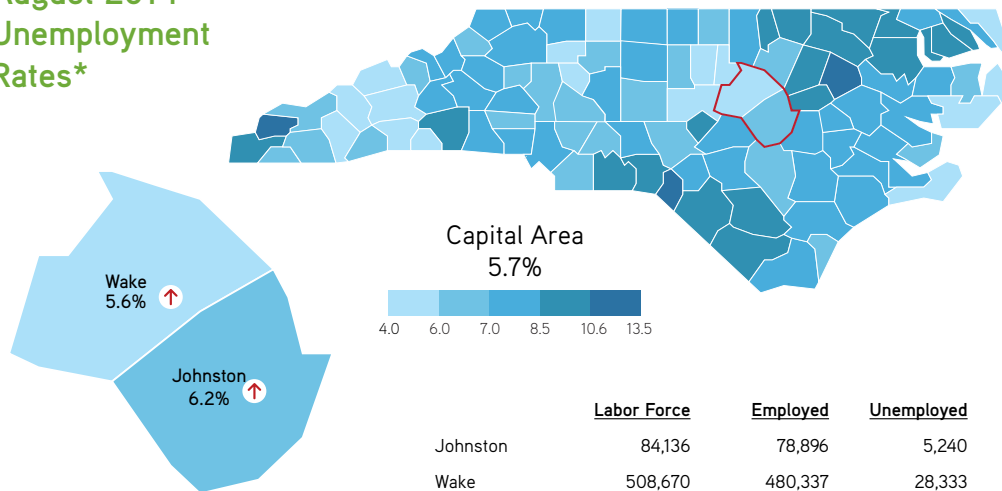 Unemployment
Rates*
Capital Area
5.7%
4.0 6.0 7.0 8.5 10.6 13.5
Wake
5.6%
Johnston
6.2%
Labor Force Employed Unemployed
Johnston 84,136 78,896 5,240
Wake 508,670 480,337 28,333